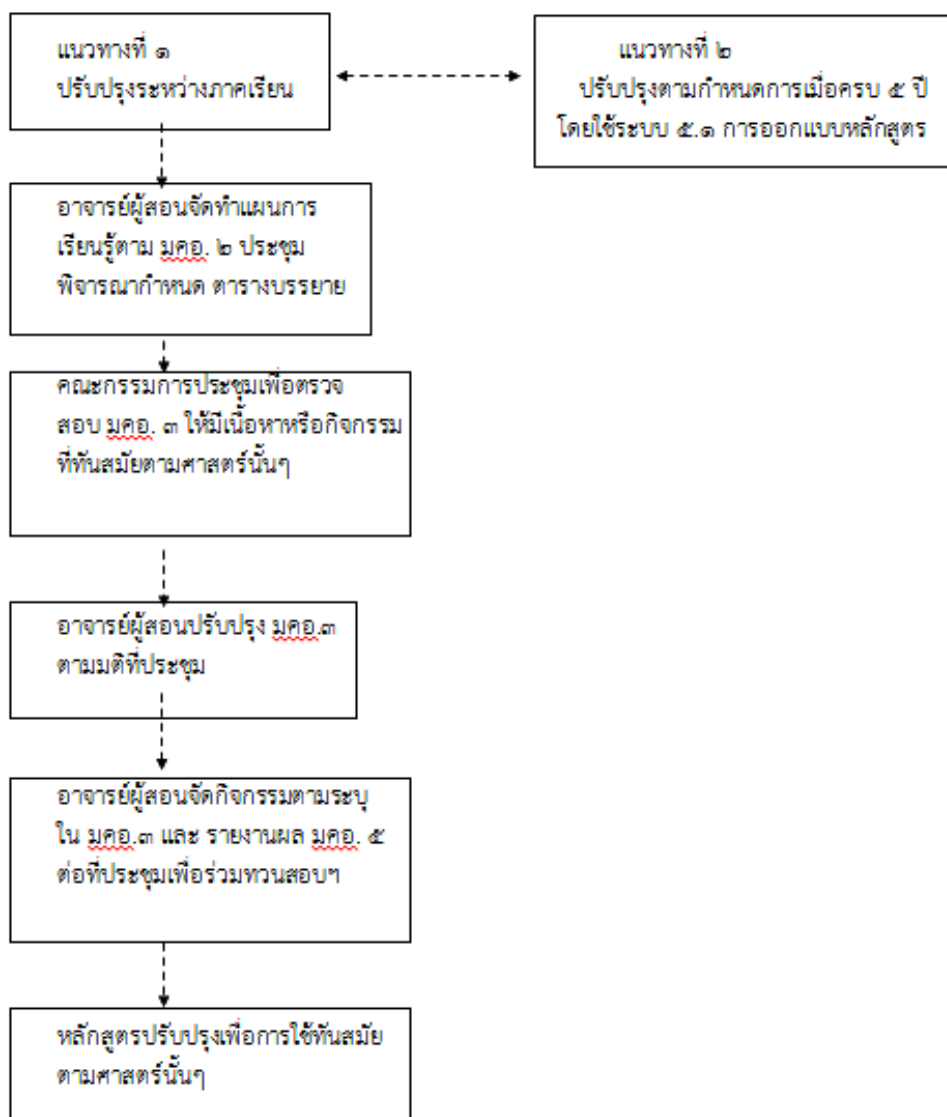 แนวทางที่ ๑
ปรับปรุงระหว่างภาคเรียน
แนวทางที่ ๒
ปรับปรุงตามกำหนดการเมื่อครบ ๕ ปี
โดยใช้ระบบ ๕.๑ การออกแบบหลักสูตร
อาจารย์ผู้สอนจัดทำแผนการ
เรียนรู้ตาม มคอ. ๒ ประชุม
พิจารณากำหนด ตารางบรรยาย
คณะกรรมการประชุมเพื่อตรวจ
สอบ มคอ. ๓ ให้มีเนื้อหาหรือกิจกรรม
ที่ทันสมัยตามศาสตร์นั้นๆ
อาจารย์ผู้สอนปรับปรุง มคอ.๓
ตามมติที่ประชุม
อาจารย์ผู้สอนจัดกิจกรรมตามระบุ
ใน มคอ.๓ และ รายงานผล มคอ. ๕
ต่อที่ประชุมเพื่อร่วมทวนสอบฯ
หลักสูตรปรับปรุงเพื่อการใช้ทันสมัย
ตามศาสตร์นั้นๆ